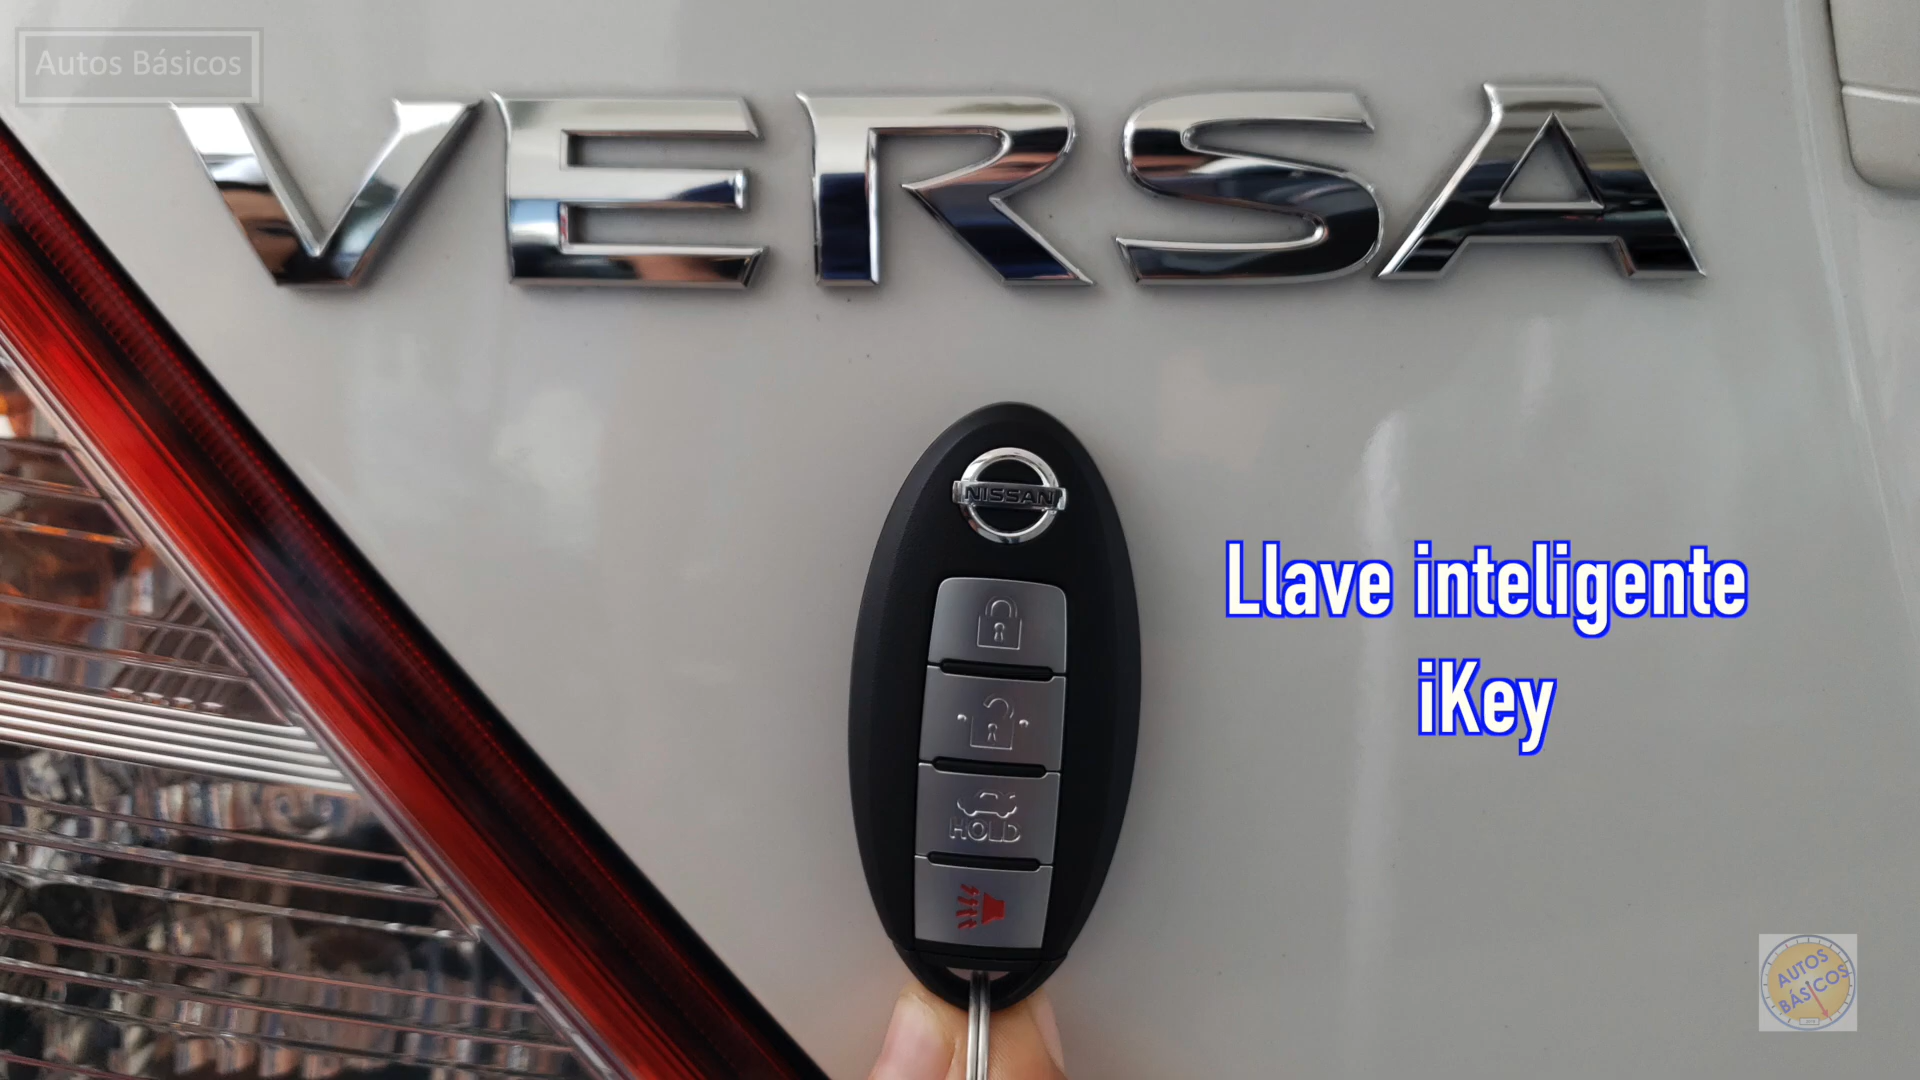 Autos Básicos
VERSA
NISSAN
Llave inteligente
iKey
HOLD
AUTOS
BÁSICOS